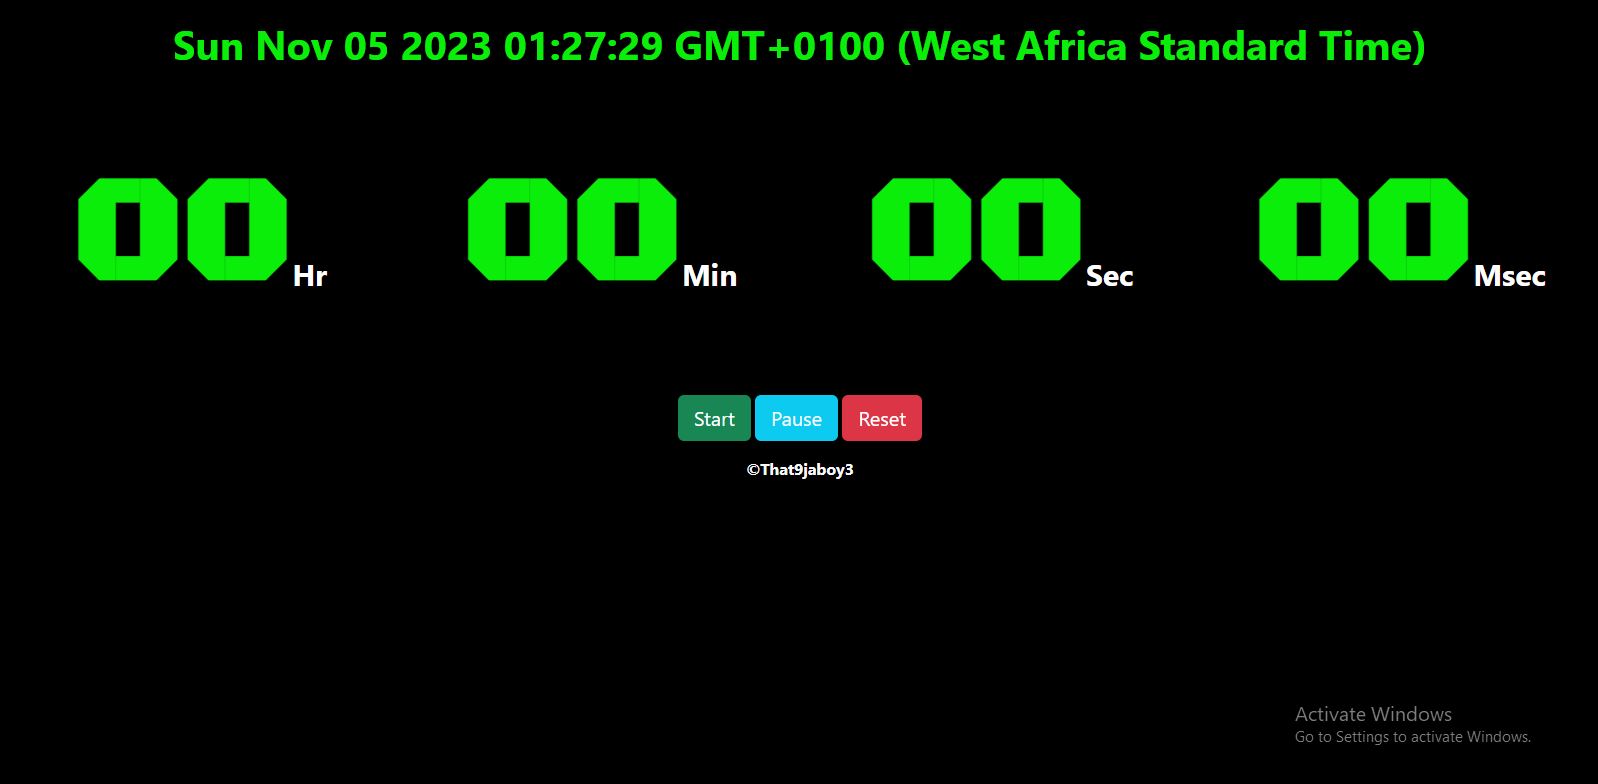 Sun Nov 05 2023 01:27:29 GMT+0100 (West Africa Standard Time)
00 Hr 00 Min 00 Sec 00 Msec
Start Pause Reset
©That9jaboy3
Activate Windows
Go to Settings to activate Windows.